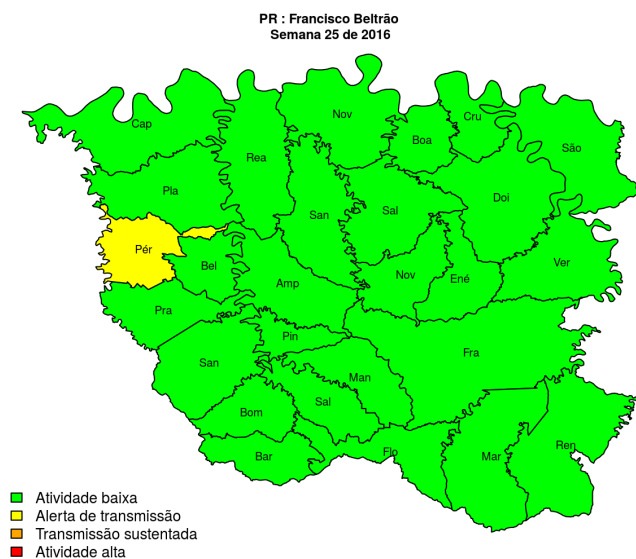 PR : Francisco Beltrão
Semana 25 de 2016
Cap
Nov
Cru
Boa
São
Rea
Pla
San
Sal
Doi
Pér
Bel
Amp
Nov
Ené
Ver
Pra
Pin
San
Man
Fra
Bom
Sal
Bar
Flo
Mar
Ren
Atividade baixa
Alerta de transmissão
Transmissão sustentada
Atividade alta